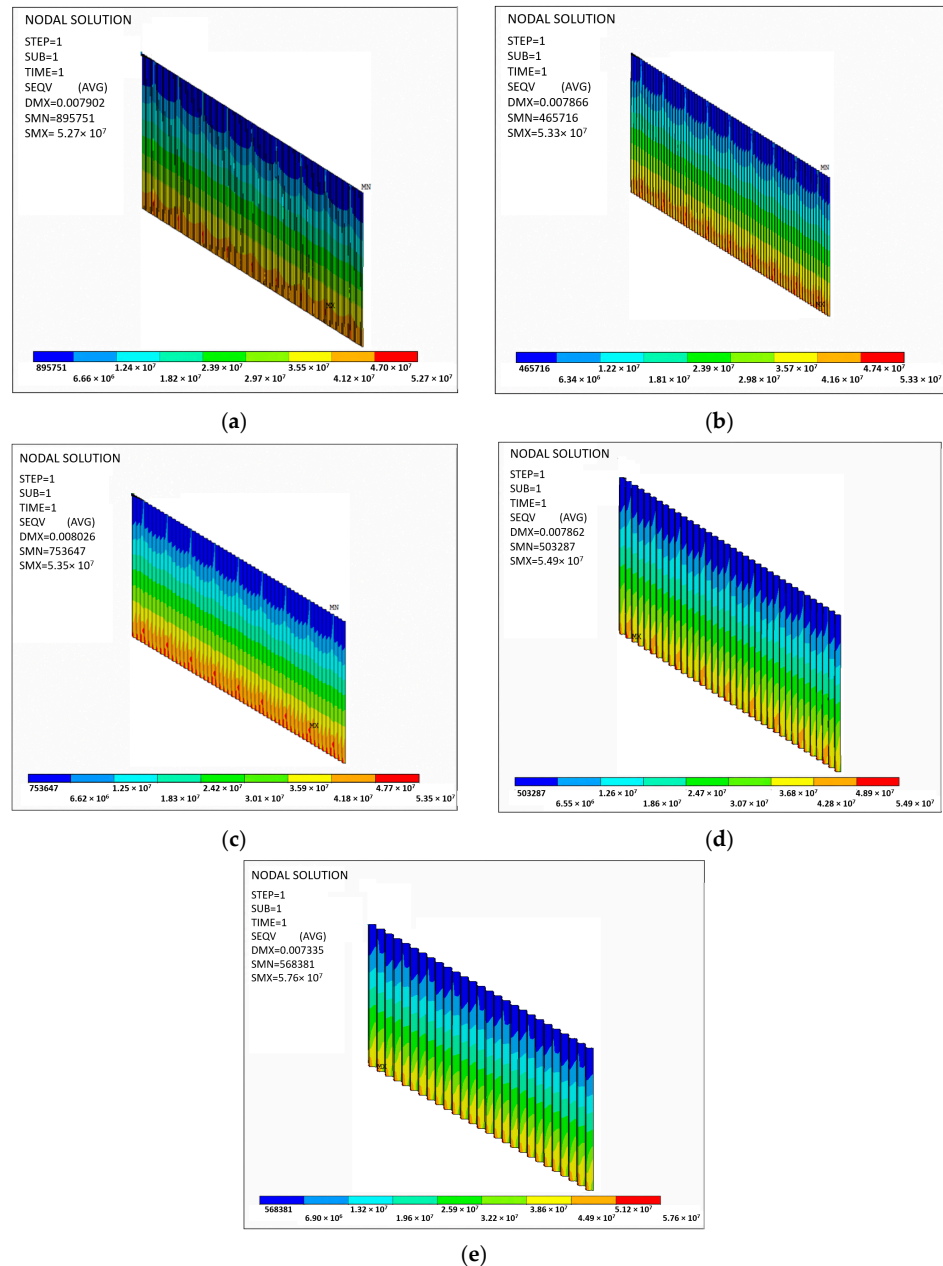 NODAL SOLUTION
STEP=1
SUB=1
TIME=1
SEQV (AVG)
DMX=0.007902
SMN=895751
SMX= 5.27× 10⁷
MN
MX
895751 1.24 × 10⁷ 2.39 × 10⁷ 3.55 × 10⁷ 4.70 × 10⁷
6.66 × 10⁶ 1.82 × 10⁷ 2.97 × 10⁷ 4.12 × 10⁷ 5.27 × 10⁷
(a)
NODAL SOLUTION
STEP=1
SUB=1
TIME=1
SEQV (AVG)
DMX=0.007866
SMN=465716
SMX=5.33× 10⁷
MN
MX
465716 1.22 × 10⁷ 2.39 × 10⁷ 3.57 × 10⁷ 4.74 × 10⁷
6.34 × 10⁶ 1.81 × 10⁷ 2.98 × 10⁷ 4.16 × 10⁷ 5.33 × 10⁷
(b)
NODAL SOLUTION
STEP=1
SUB=1
TIME=1
SEQV (AVG)
DMX=0.008026
SMN=753647
SMX=5.35× 10⁷
MN
MX
753647 1.25 × 10⁷ 2.42 × 10⁷ 3.59 × 10⁷ 4.77 × 10⁷
6.62 × 10⁶ 1.83 × 10⁷ 3.01 × 10⁷ 4.18 × 10⁷ 5.35 × 10⁷
(c)
NODAL SOLUTION
STEP=1
SUB=1
TIME=1
SEQV (AVG)
DMX=0.007862
SMN=503287
SMX=5.49× 10⁷
MX
503287 1.26 × 10⁷ 2.47 × 10⁷ 3.68 × 10⁷ 4.89 × 10⁷
6.55 × 10⁶ 1.86 × 10⁷ 3.07 × 10⁷ 4.28 × 10⁷ 5.49 × 10⁷
(d)
NODAL SOLUTION
STEP=1
SUB=1
TIME=1
SEQV (AVG)
DMX=0.007335
SMN=568381
SMX=5.76× 10⁷
MX
568381 1.32 × 10⁷ 2.59 × 10⁷ 3.86 × 10⁷ 5.12 × 10⁷
6.90 × 10⁶ 1.96 × 10⁷ 3.22 × 10⁷ 4.49 × 10⁷ 5.76 × 10⁷
(e)